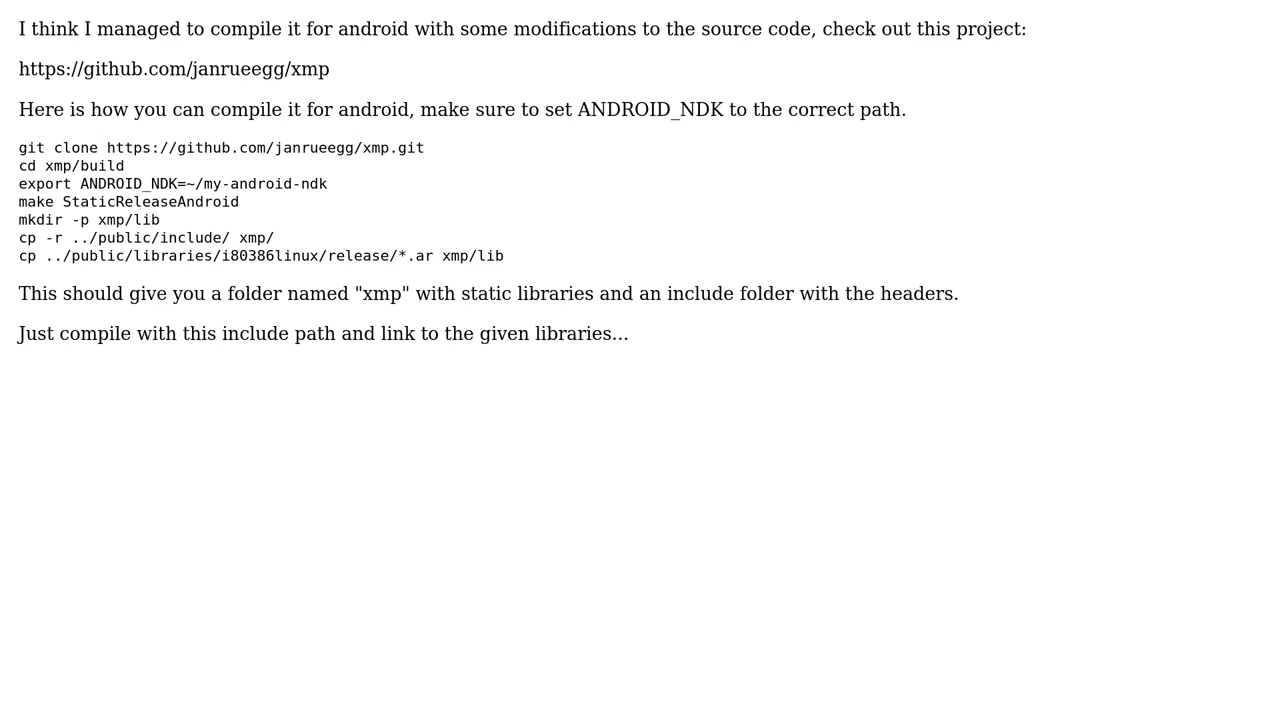 I think I managed to compile it for android with some modifications to the source code, check out this project:
https://github.com/janrueegg/xmp
Here is how you can compile it for android, make sure to set ANDROID_NDK to the correct path.
git clone https://github.com/janrueegg/xmp.git
cd xmp/build
export ANDROID_NDK=~/my-android-ndk
make StaticReleaseAndroid
mkdir -p xmp/lib
cp -r ../public/include/ xmp/
cp ../public/libraries/i80386linux/release/*.ar xmp/lib
This should give you a folder named "xmp" with static libraries and an include folder with the headers.
Just compile with this include path and link to the given libraries...